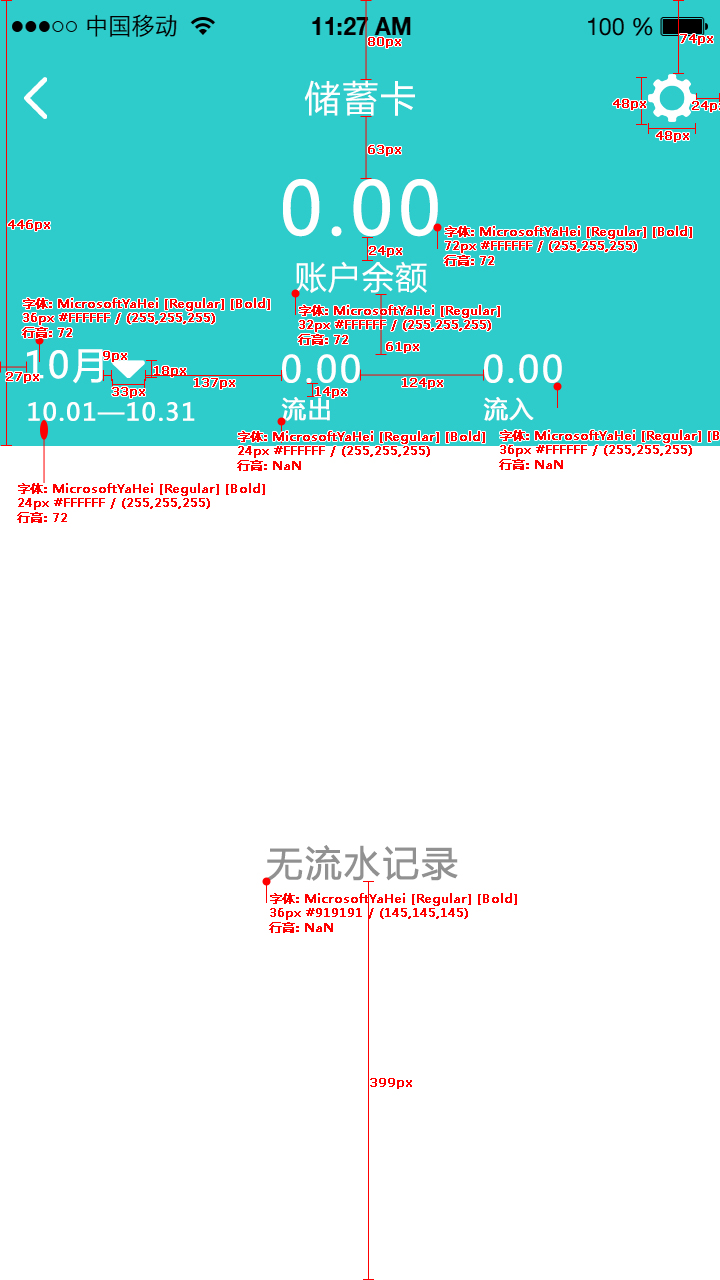 中国移动 11:27 AM 100 %
80px
74px
储蓄卡
48px
24px
48px
63px
446px
0.00
字体: MicrosoftYaHei [Regular] [Bold]
72px #FFFFFF / (255,255,255)
行高: 72
24px
账户余额
字体: MicrosoftYaHei [Regular] [Bold]
36px #FFFFFF / (255,255,255)
行高: 72
字体: MicrosoftYaHei [Regular]
32px #FFFFFF / (255,255,255)
行高: 72
61px
10月
9px
18px
27px
33px
137px
0.00
124px
0.00
14px
10.01—10.31
流出
流入
字体: MicrosoftYaHei [Regular] [Bold]
24px #FFFFFF / (255,255,255)
行高: NaN
字体: MicrosoftYaHei [Regular] [B
36px #FFFFFF / (255,255,255)
行高: NaN
字体: MicrosoftYaHei [Regular] [Bold]
24px #FFFFFF / (255,255,255)
行高: 72
无流水记录
字体: MicrosoftYaHei [Regular] [Bold]
36px #919191 / (145,145,145)
行高: NaN
399px